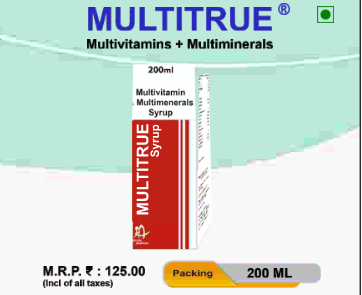 MULTITRUE ®
Multivitamins + Multiminerals
200ml
Multivitamin
. Multimenerals
Syrup
MULTITRUE
Syrup
M.R.P. ₹ : 125.00
(Incl of all taxes)
Packing
200 ML